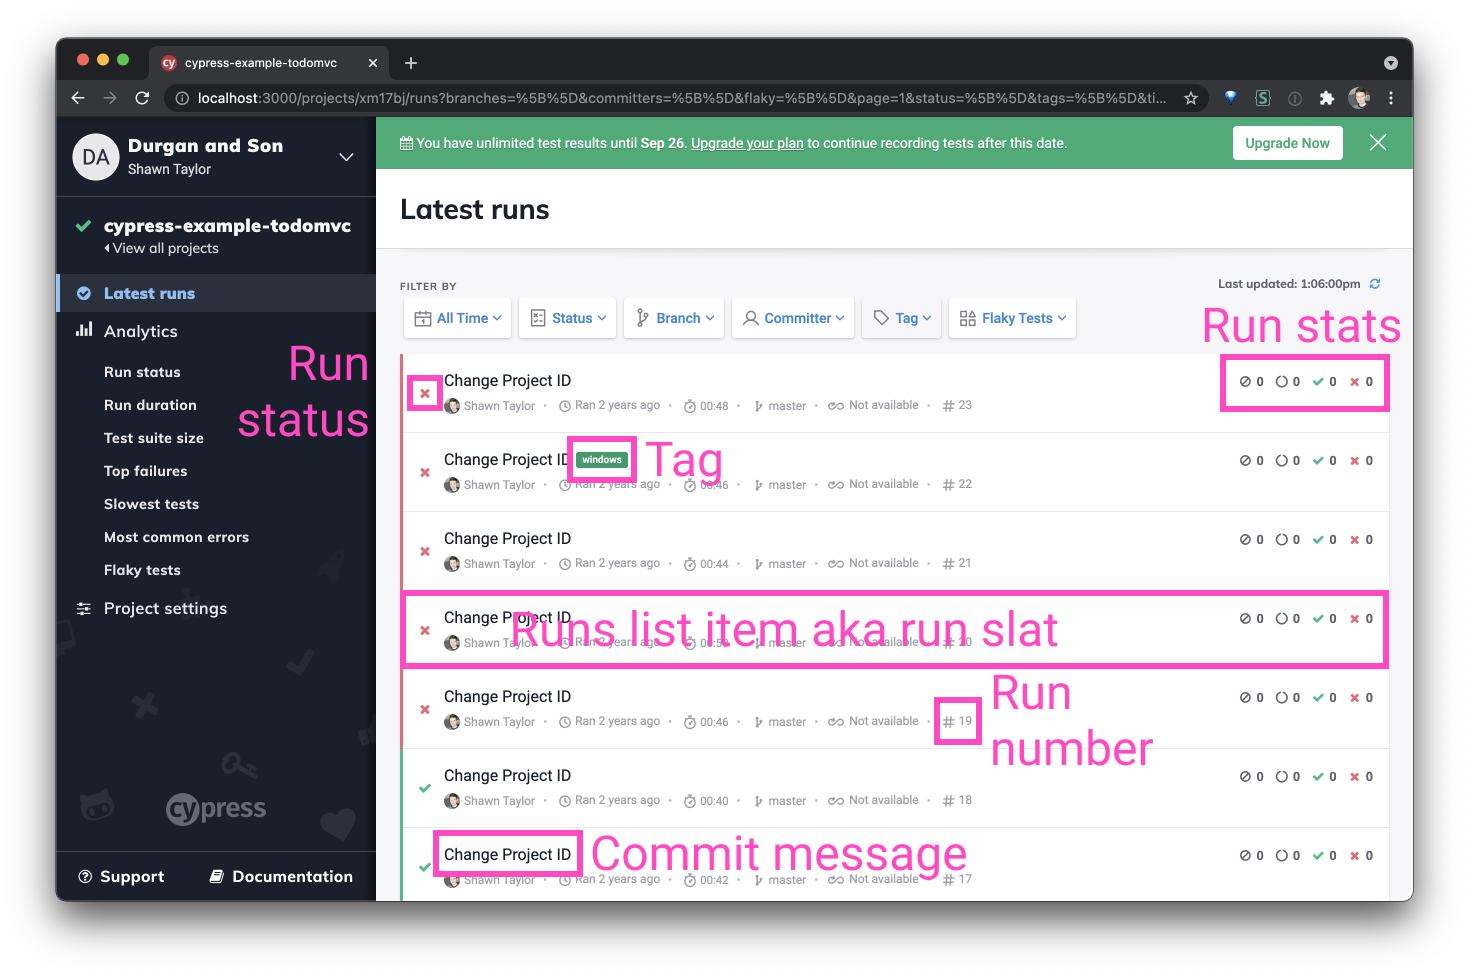 cypress-example-todomvc
localhost:3000/projects/xm17bj/runs?branches=%5B%5D&committers=%5B%5D&flaky=%5B%5D&page=1&status=%5B%5D&tags=%5B%5D&ti...
DA
Durgan and Son
Shawn Taylor
cypress-example-todomvc
View all projects
Latest runs
Analytics
Run status
Run duration
Test suite size
Top failures
Slowest tests
Most common errors
Flaky tests
Project settings
cypress
Support
Documentation
You have unlimited test results until Sep 26. Upgrade your plan to continue recording tests after this date.
Upgrade Now
Latest runs
FILTER BY
Last updated: 1:06:00pm
All Time
Status
Branch
Committer
Tag
Flaky Tests
Run stats
Run
status
Change Project ID
0 0 0 0
Shawn Taylor · Ran 2 years ago · 00:48 · master · Not available · # 23
Change Project ID windows
Tag
0 0 0 0
Shawn Taylor · Ran 2 years ago · 00:46 · master · Not available · # 22
Change Project ID
0 0 0 0
Shawn Taylor · Ran 2 years ago · 00:44 · master · Not available · # 21
Change Project ID
0 0 0 0
Runs list item aka run slat
Shawn Taylor · Ran 2 years ago · master · Not available · # 20
Change Project ID
0 0 0 0
Shawn Taylor · Ran 2 years ago · 00:46 · master · Not available · # 19
Run
number
Change Project ID
0 0 0 0
Shawn Taylor · Ran 2 years ago · 00:40 · master · Not available · # 18
Change Project ID
Commit message
0 0 0 0
Shawn Taylor · Ran 2 years ago · 00:42 · master · Not available · # 17